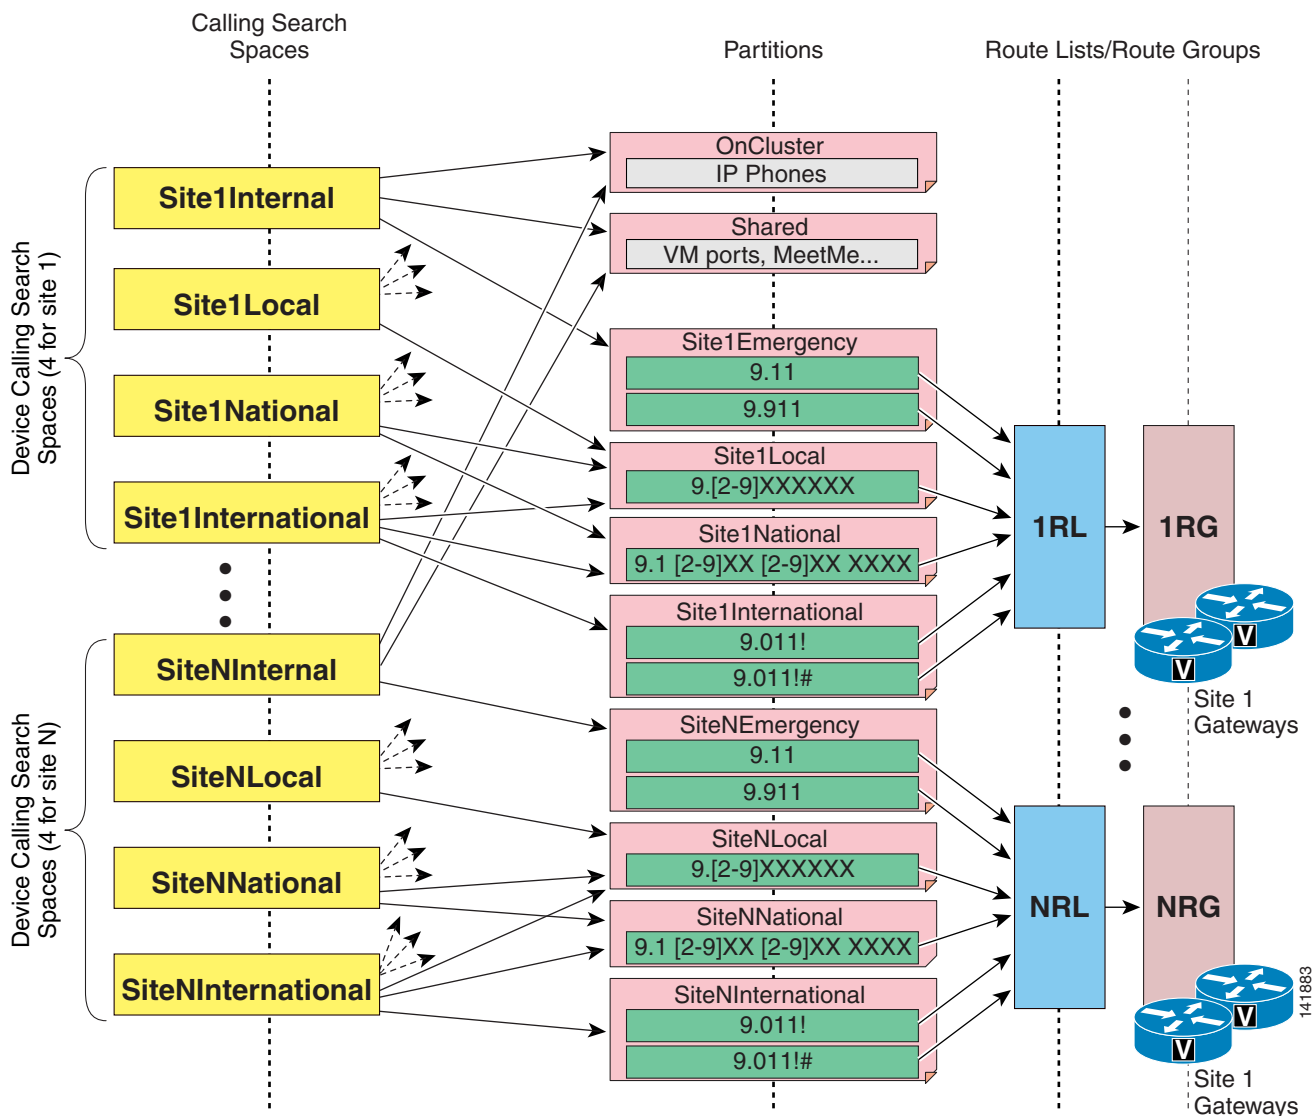 Calling Search
Spaces
Partitions
Route Lists/Route Groups
Device Calling Search
Spaces (4 for site 1)
Site1Internal
Site1Local
Site1National
Site1International
Device Calling Search
Spaces (4 for site N)
SiteNInternal
SiteNLocal
SiteNNational
SiteNInternational
OnCluster
IP Phones
Shared
VM ports, MeetMe...
Site1Emergency
9.11
9.911
Site1Local
9.[2-9]XXXXXX
Site1National
9.1 [2-9]XX [2-9]XX XXXX
Site1International
9.011!
9.011!#
SiteNEmergency
9.11
9.911
SiteNLocal
9.[2-9]XXXXXX
SiteNNational
9.1 [2-9]XX [2-9]XX XXXX
SiteNInternational
9.011!
9.011!#
1RL
1RG
V
V
Site 1
Gateways
NRL
NRG
V
V
Site 1
Gateways
141883